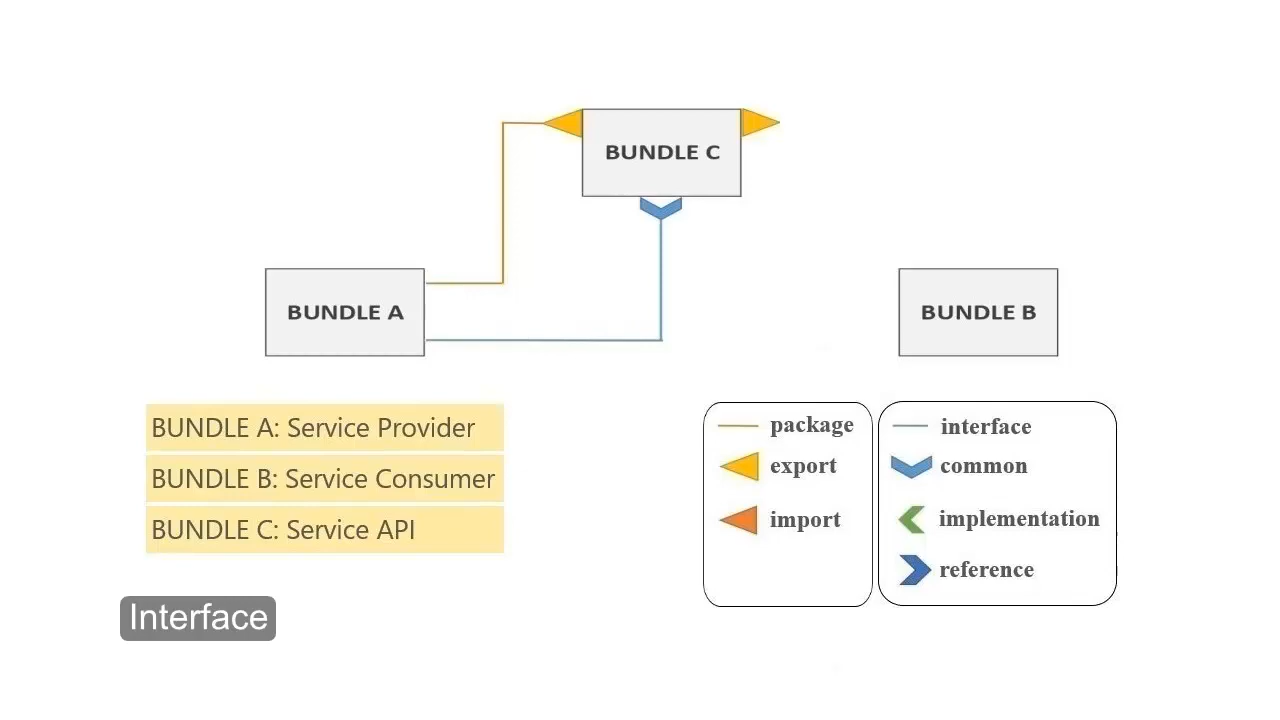 BUNDLE C
BUNDLE A
BUNDLE B
BUNDLE A: Service Provider
BUNDLE B: Service Consumer
BUNDLE C: Service API
package
export
import
interface
common
implementation
reference
Interface